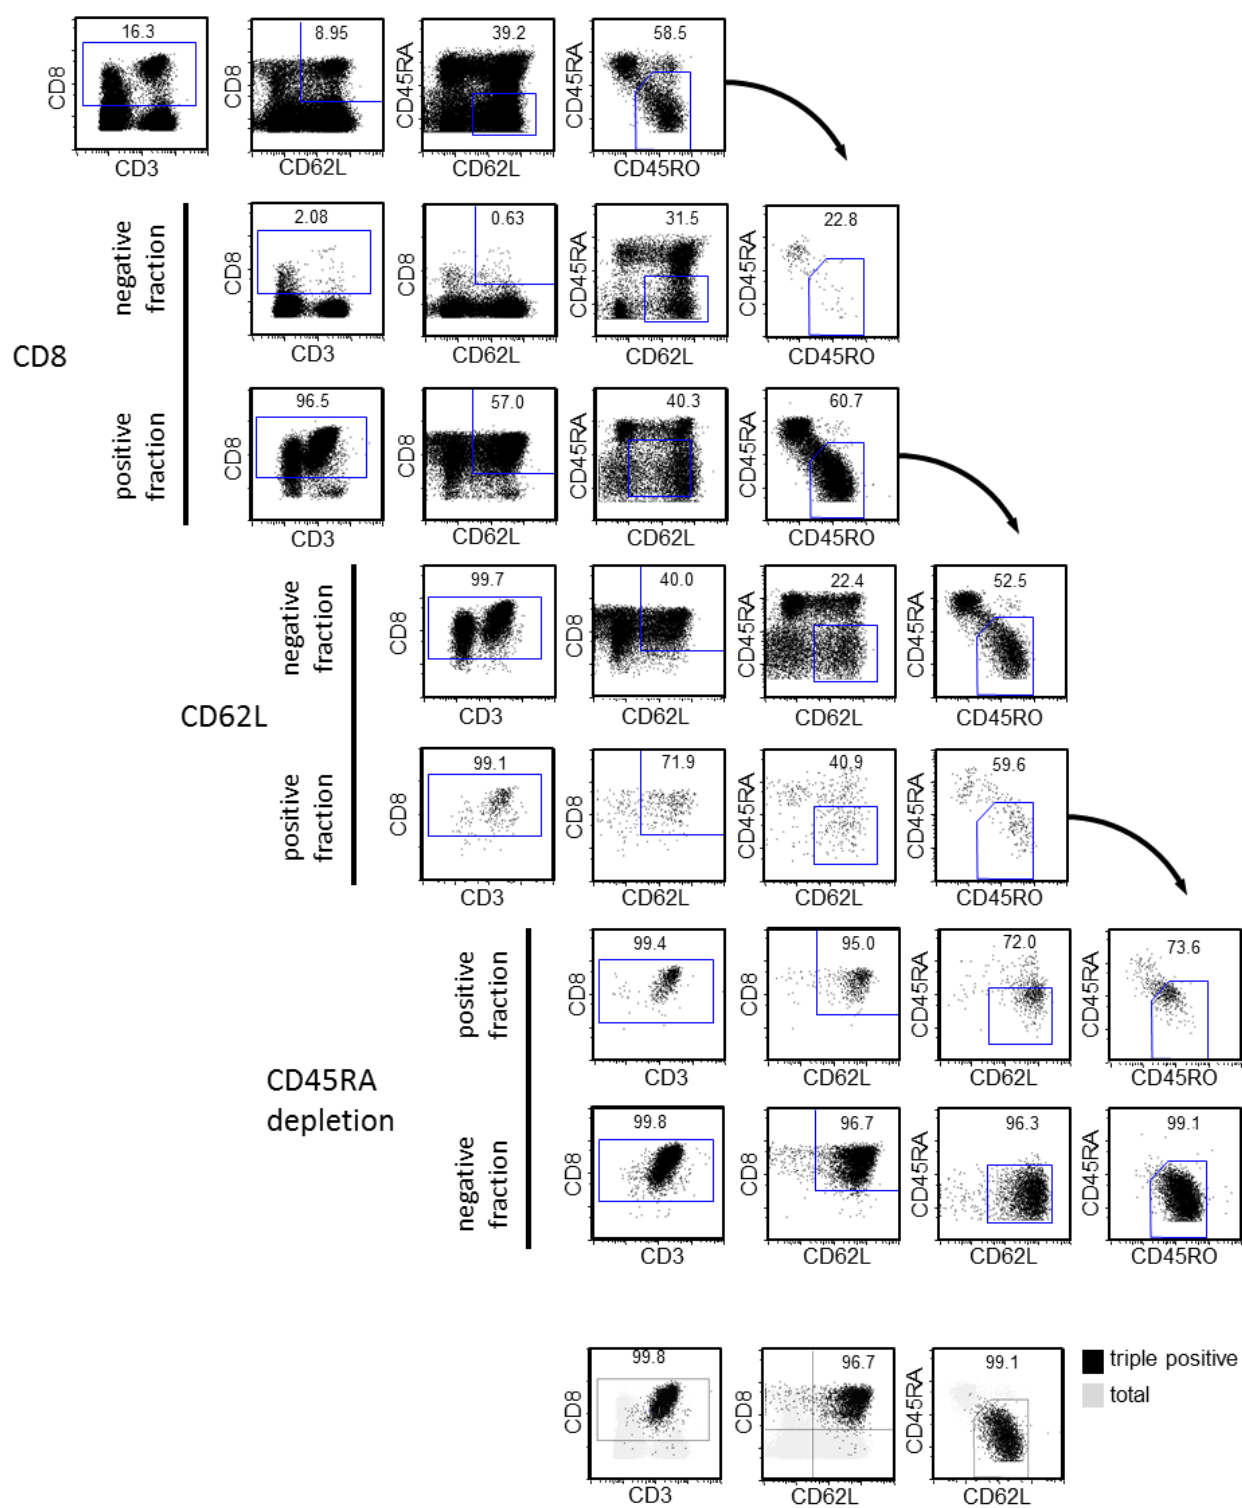 16.3
8.95
39.2
58.5
CD8
CD8
CD45RA
CD45RA
CD3
CD62L
CD62L
CD45RO
CD8
negative
fraction
2.08
0.63
31.5
22.8
CD8
CD8
CD45RA
CD45RA
CD3
CD62L
CD62L
CD45RO
positive
fraction
96.5
57.0
40.3
60.7
CD8
CD8
CD45RA
CD45RA
CD3
CD62L
CD62L
CD45RO
CD62L
negative
fraction
99.7
40.0
22.4
52.5
CD8
CD8
CD45RA
CD45RA
CD3
CD62L
CD62L
CD45RO
positive
fraction
99.1
71.9
40.9
59.6
CD8
CD8
CD45RA
CD45RA
CD3
CD62L
CD62L
CD45RO
CD45RA
depletion
positive
fraction
99.4
95.0
72.0
73.6
CD8
CD8
CD45RA
CD45RA
CD3
CD62L
CD62L
CD45RO
negative
fraction
99.8
96.7
96.3
99.1
CD8
CD8
CD45RA
CD45RA
CD3
CD62L
CD62L
CD45RO
99.8
96.7
99.1
CD8
CD8
CD45RA
CD3
CD62L
CD62L
triple positive
total